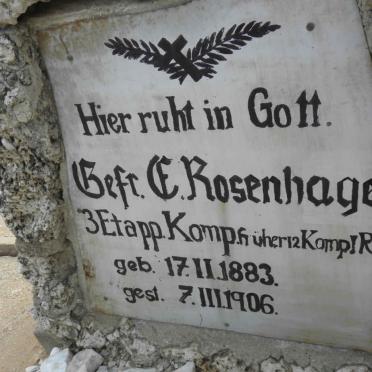 Hier ruht in Gott.
Gefr. E. Rosenhage
3 Etapp. Komp. früher 12 Komp. I R
geb. 17.II.1883.
gest. 7.III.1906.